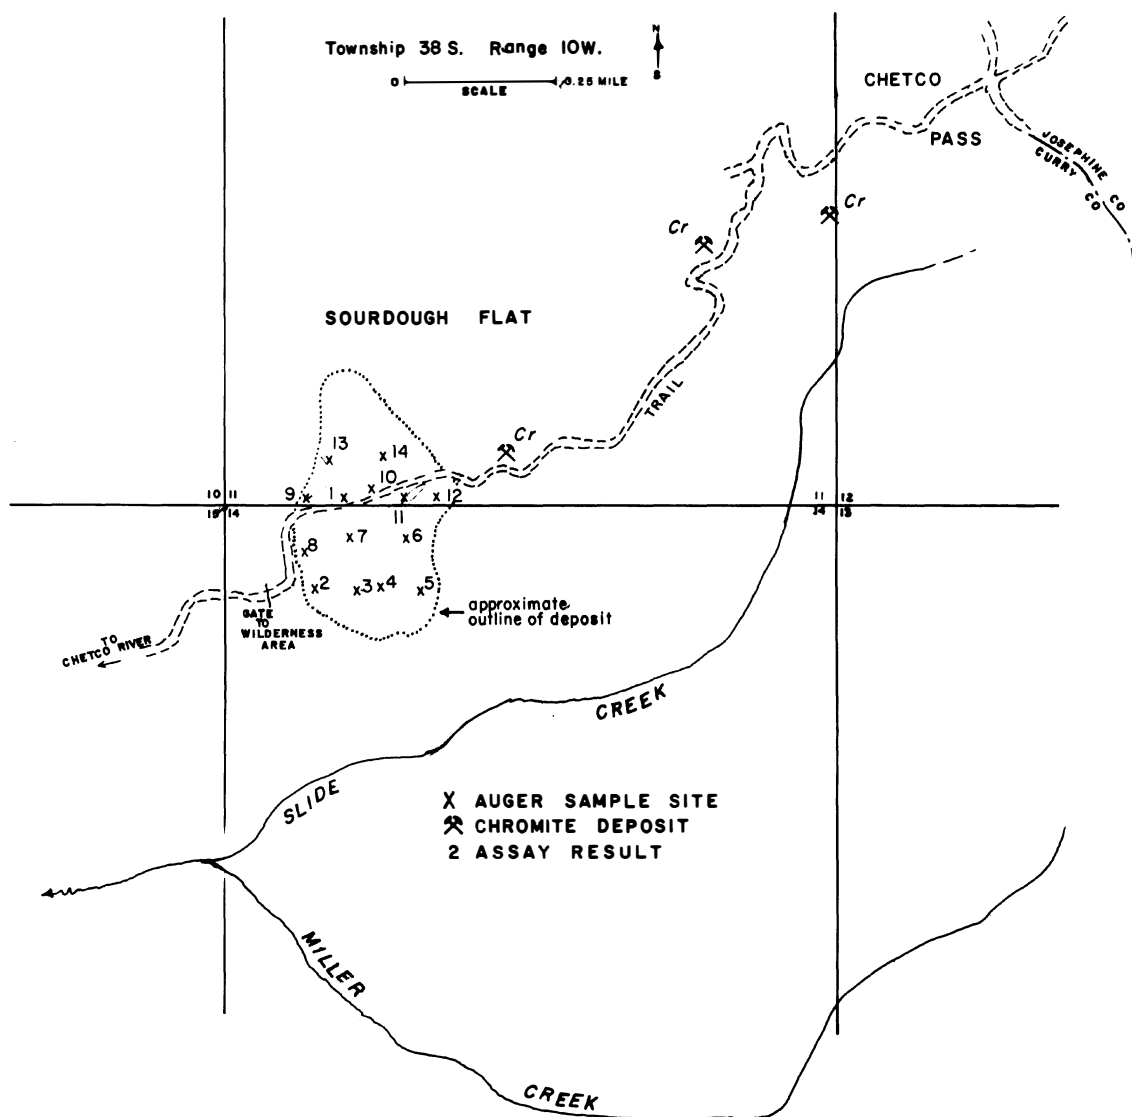 Township 38 S. Range 10W.
N
S
0 0.25 MILE
SCALE
CHETCO
PASS
JOSEPHINE CO
CURRY CO
Cr
Cr
SOURDOUGH FLAT
TRAIL
Cr
13
14
10
9
1
12
11
10 11
15 14
11 12
14 13
7
6
8
2
3
4
5
GATE
TO
WILDERNESS
AREA
approximate
outline of deposit
TO
CHETCO RIVER
SLIDE CREEK
X AUGER SAMPLE SITE
CHROMITE DEPOSIT
2 ASSAY RESULT
MILLER CREEK